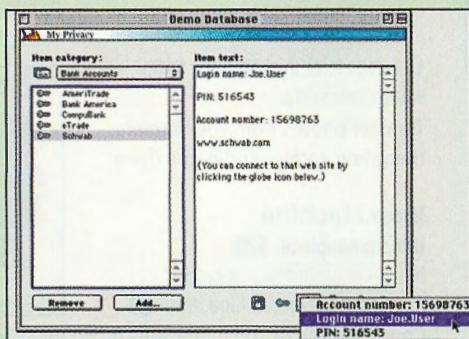 Demo Database
My Privacy
Item category:
Bank Accounts
AmeriTrade
Bank America
CompuBank
eTrade
Schwab
Remove
Add...
Item text:
Login name: Joe.User
PIN: 516543
Account number: 15698763
www.schwab.com
(You can connect to that web site by
clicking the globe icon below.)
Account number: 15698763
Login name: Joe.User
PIN: 516543